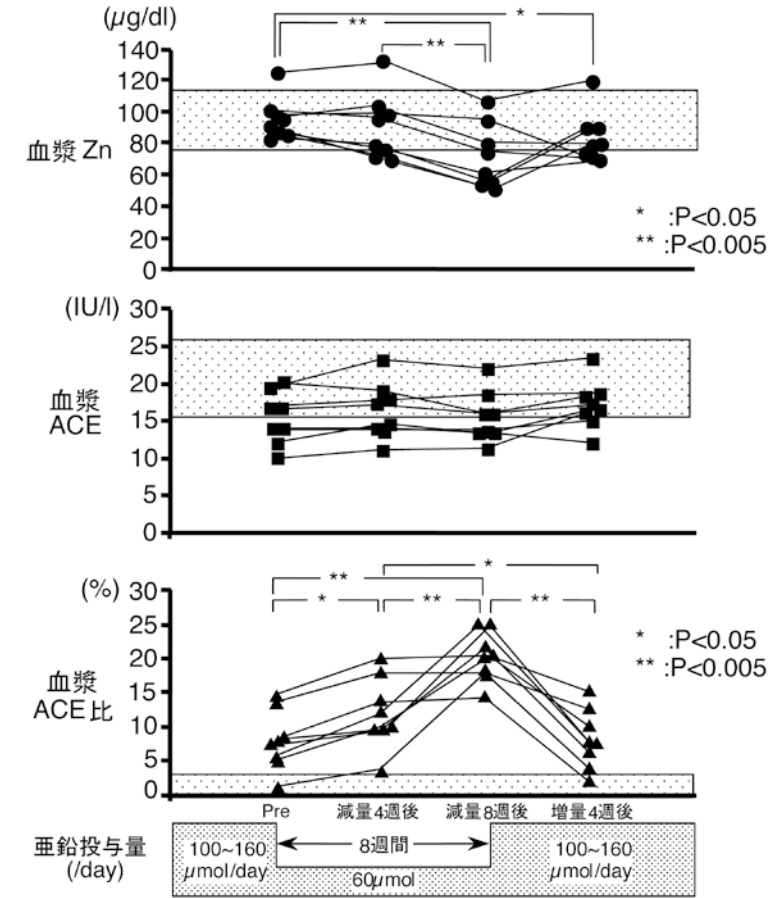 (μg/dl)
*
**
**
140
120
100
80
60
40
20
0
血漿 Zn
* :P<0.05
** :P<0.005
(IU/l)
30
25
20
15
10
5
0
血漿
ACE
(%)
*
**
*
**
**
30
25
20
15
10
5
0
血漿
ACE比
* :P<0.05
** :P<0.005
Pre 減量4週後 減量8週後 増量4週後
亜鉛投与量
(/day)
100~160
μmol/day
8週間
60μmol
100~160
μmol/day